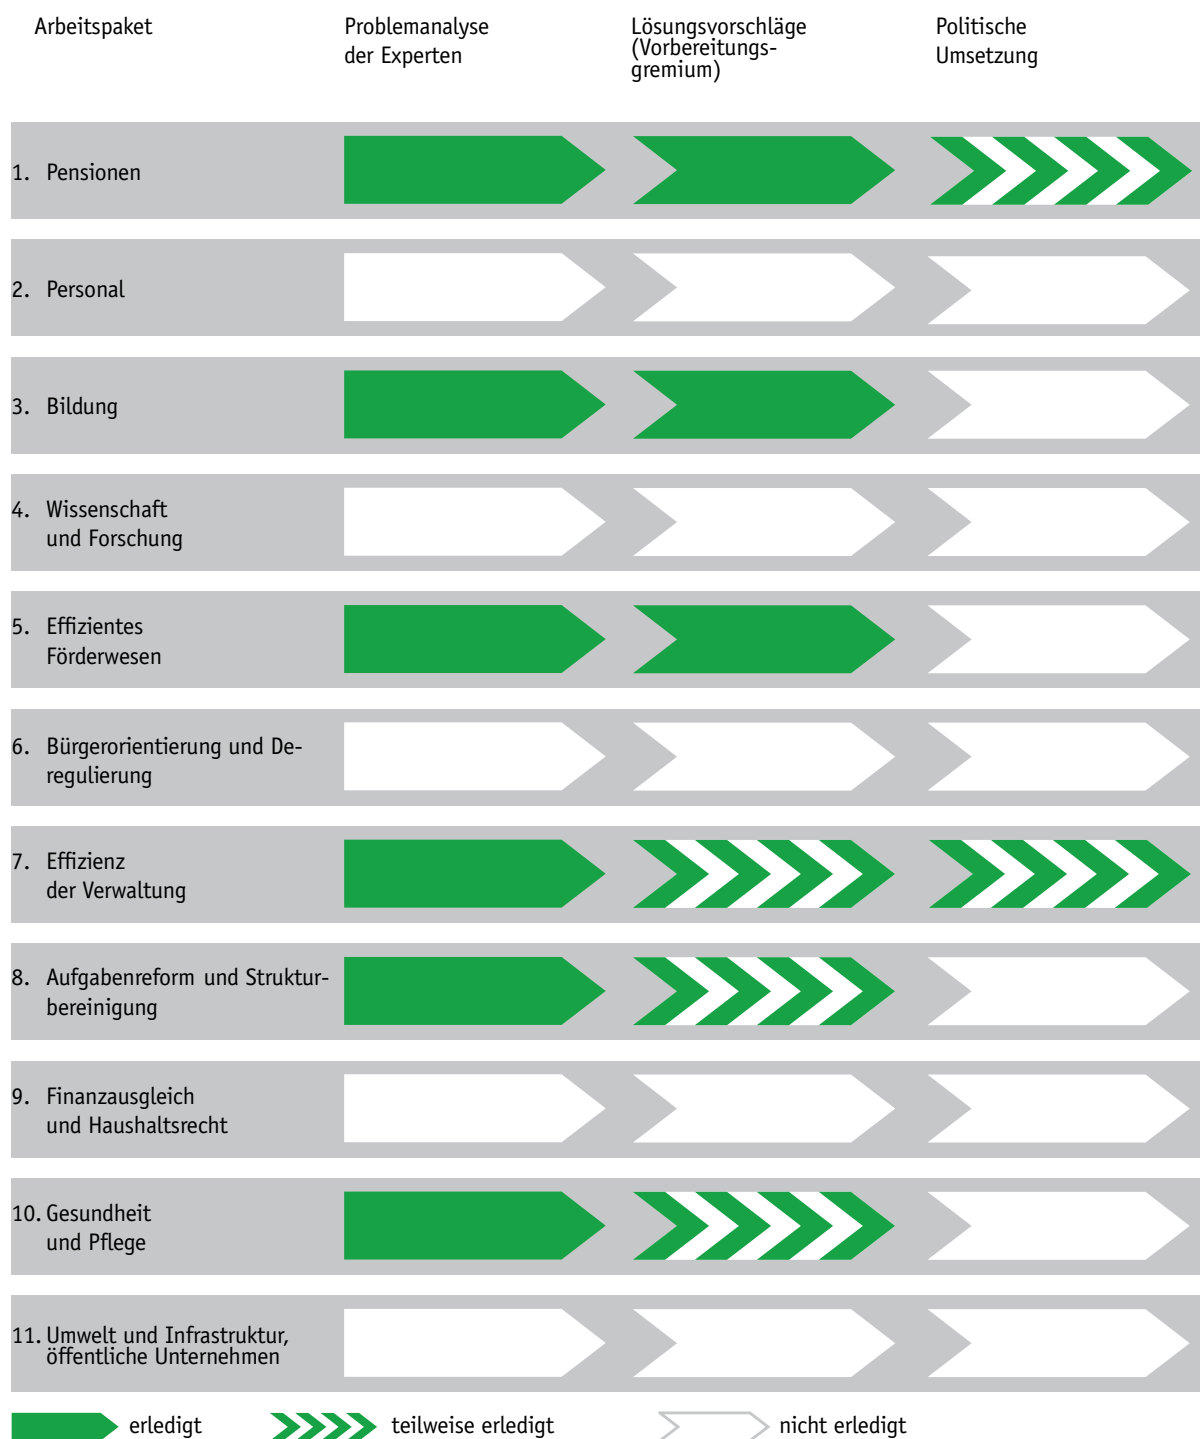 Arbeitspaket
Problemanalyse
der Experten
Lösungsvorschläge
(Vorbereitungs-
gremium)
Politische
Umsetzung
1. Pensionen
2. Personal
3. Bildung
4. Wissenschaft
und Forschung
5. Effizientes
Förderwesen
6. Bürgerorientierung und De-
regulierung
7. Effizienz
der Verwaltung
8. Aufgabenreform und Struktur-
bereinigung
9. Finanzausgleich
und Haushaltsrecht
10. Gesundheit
und Pflege
11. Umwelt und Infrastruktur,
öffentliche Unternehmen
erledigt
teilweise erledigt
nicht erledigt